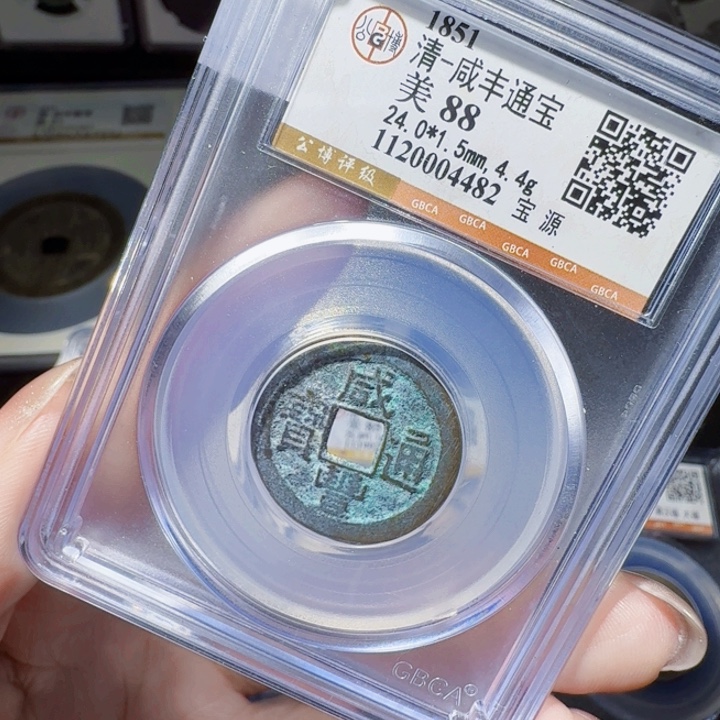 1851
清-咸丰通宝
美 88
24.0*1.5mm, 4.4g
1120004482 宝 源
公博评级
GBCA GBCA GBCA GBCA GBCA
咸
寶 通
豐
GBCA